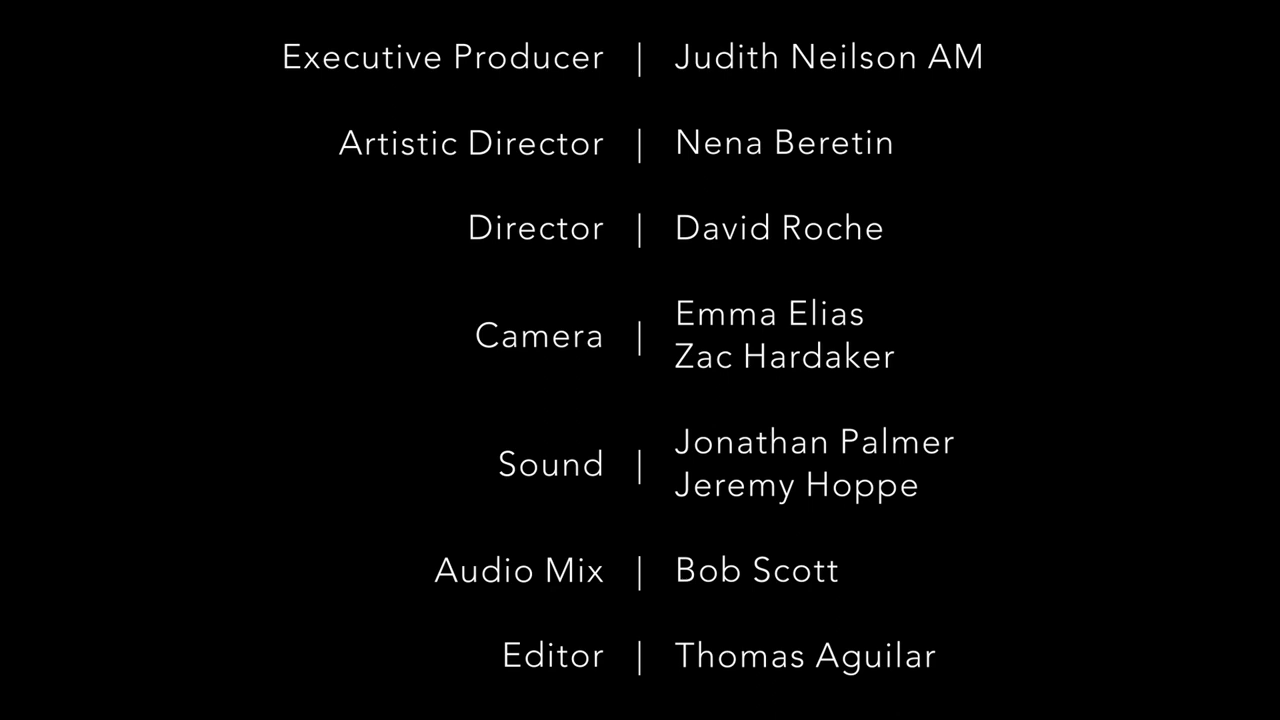 Executive Producer | Judith Neilson AM
Artistic Director | Nena Beretin
Director | David Roche
Camera | Emma Elias
Zac Hardaker
Sound | Jonathan Palmer
Jeremy Hoppe
Audio Mix | Bob Scott
Editor | Thomas Aguilar